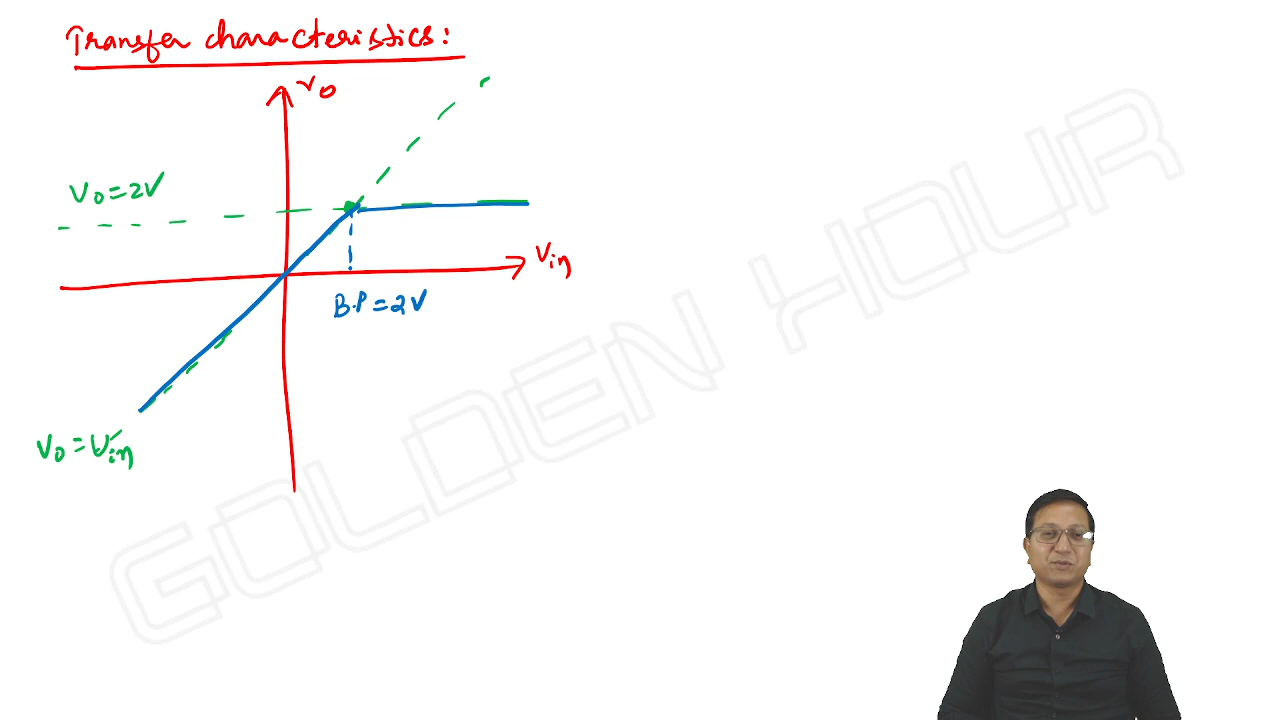 Transfer characteristics:
V₀
V₀=2V
Vin
B.P=2V
V₀=Vin
GOLDEN HOUR